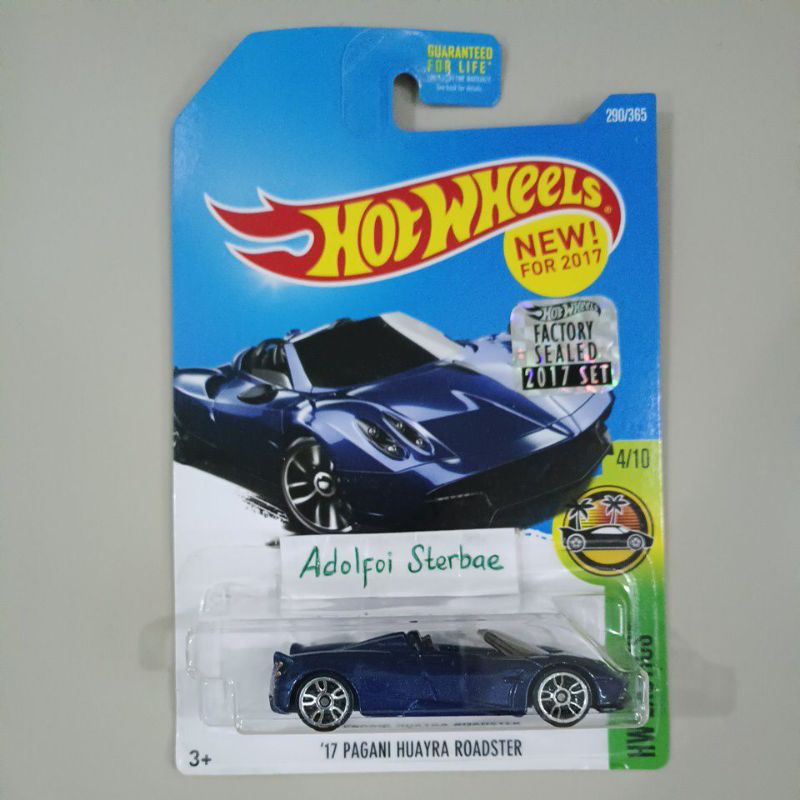 GUARANTEED
FOR LIFE*
290/365
HOT WHEELS
NEW!
FOR 2017
HOT WHEELS
FACTORY
SEALED
2017 SET
4/10
Adolfoi Sterbae
HW
'17 PAGANI HUAYRA ROADSTER
3+